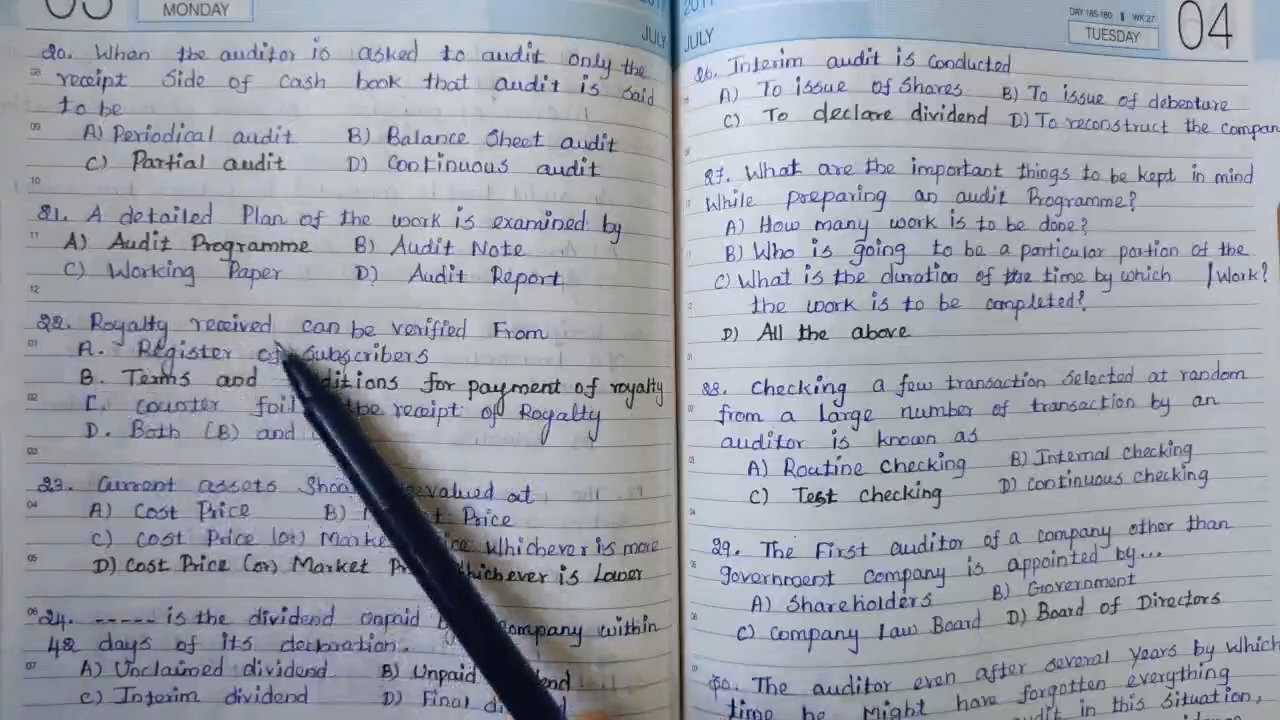 MONDAY
JULY
20. When the auditor is asked to audit only the
receipt side of cash book that audit is said
to be
A) Periodical audit B) Balance Sheet audit
C) Partial audit D) Continuous audit
21. A detailed Plan of the work is examined by
A) Audit Programme B) Audit Note
C) Working Paper D) Audit Report
22. Royalty received can be verified From
A. Register of Subscribers
B. Terms and for payment of royalty
C. counter the receipt of Royalty
D. Both (B) and
23. Current assets valued at
A) Cost Price B) Price
C) Cost Price (or) whichever is more
D) Cost Price (or) Market whichever is Lower
24. ----- is the dividend unpaid company within
42 days of its declaration.
A) Unclaimed dividend B) Unpaid
C) Interim dividend D) Final
JULY
DAY 185-180 WK 27
TUESDAY
04
26. Interim audit is conducted
A) To issue of Shares B) To issue of debenture
C) To declare dividend D) To reconstruct the compan
27. What are the important things to be kept in mind
While preparing an audit Programme?
A) How many work is to be done?
B) Who is going to be a particular portion of the
C) What is the duration of the time by which / Work?
the work is to be completed?
D) All the above
28. Checking a few transaction selected at random
from a large number of transaction by an
auditor is known as
A) Routine checking B) Internal checking
C) Test checking D) continuous checking
29. The First auditor of a company other than
government company is appointed by...
A) Shareholders B) Government
C) Company Law Board D) Board of Directors
30. The auditor even after several years by which
time he Might have forgotten everything
audit in this situation,